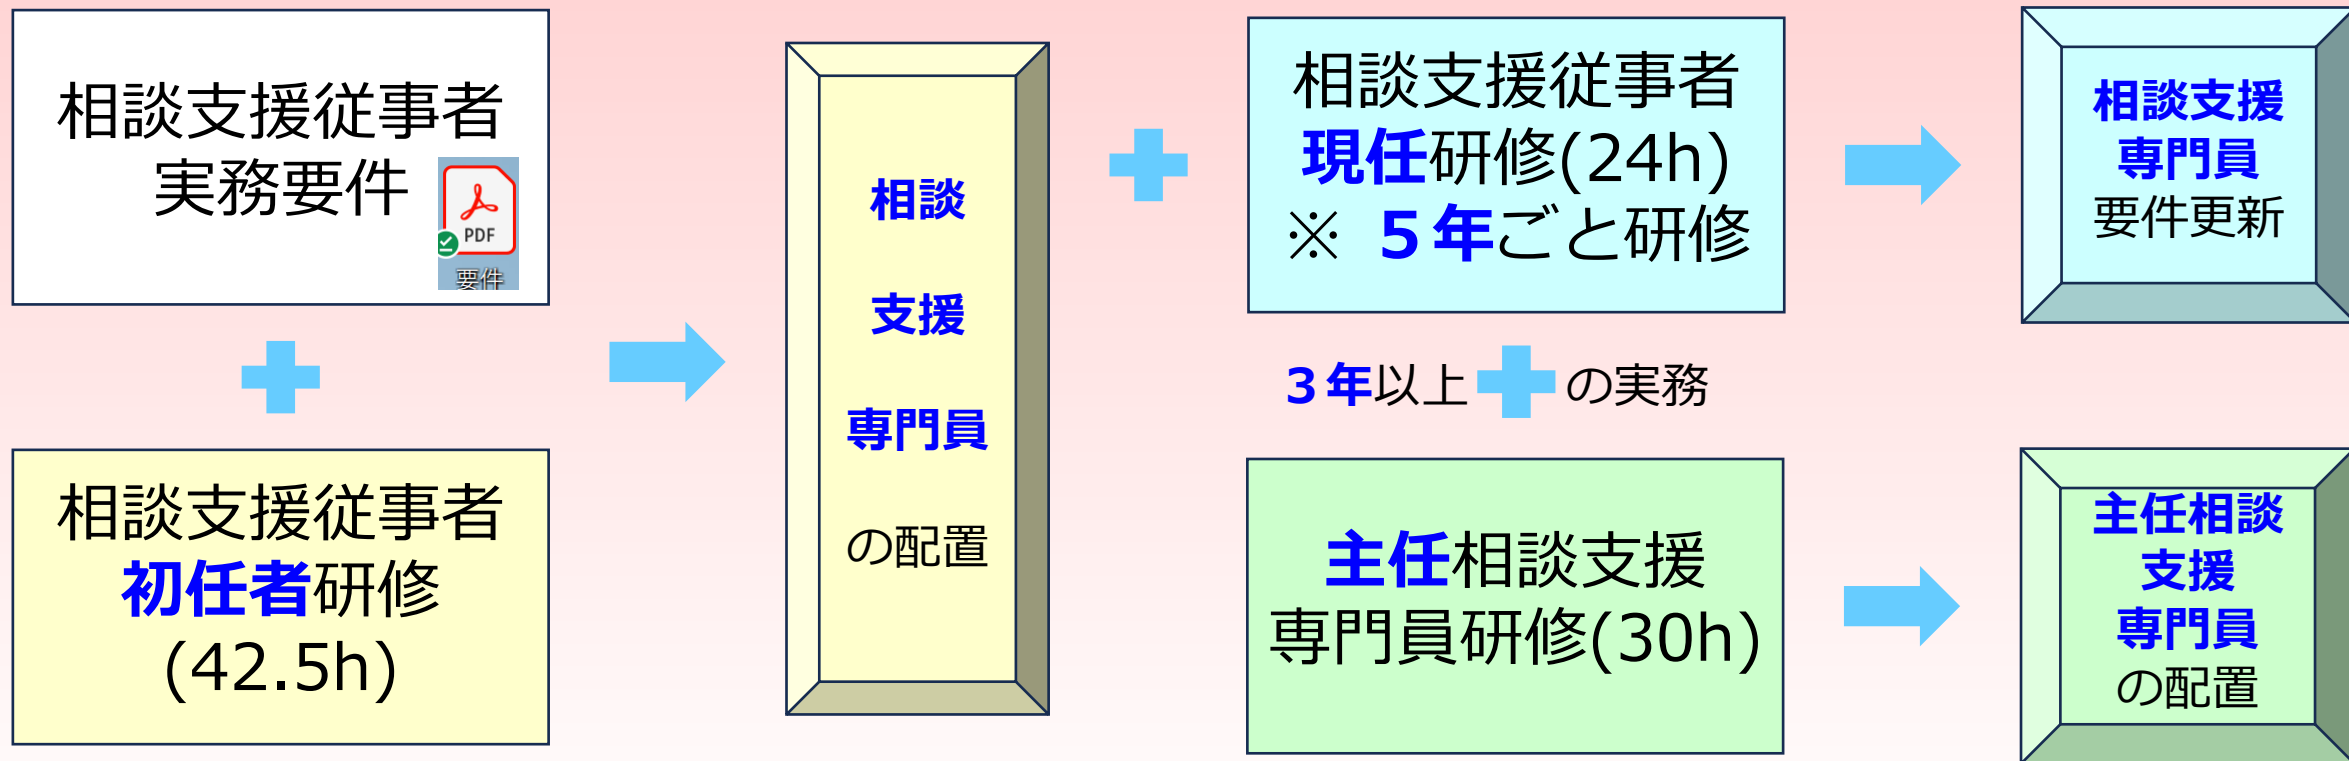 相談支援従事者
実務要件
PDF
要件
相談支援従事者
初任者研修
(42.5h)
相談
支援
専門員
の配置
相談支援従事者
現任研修(24h)
※ ５年ごと研修
３年以上 の実務
主任相談支援
専門員研修(30h)
相談支援
専門員
要件更新
主任相談
支援
専門員
の配置